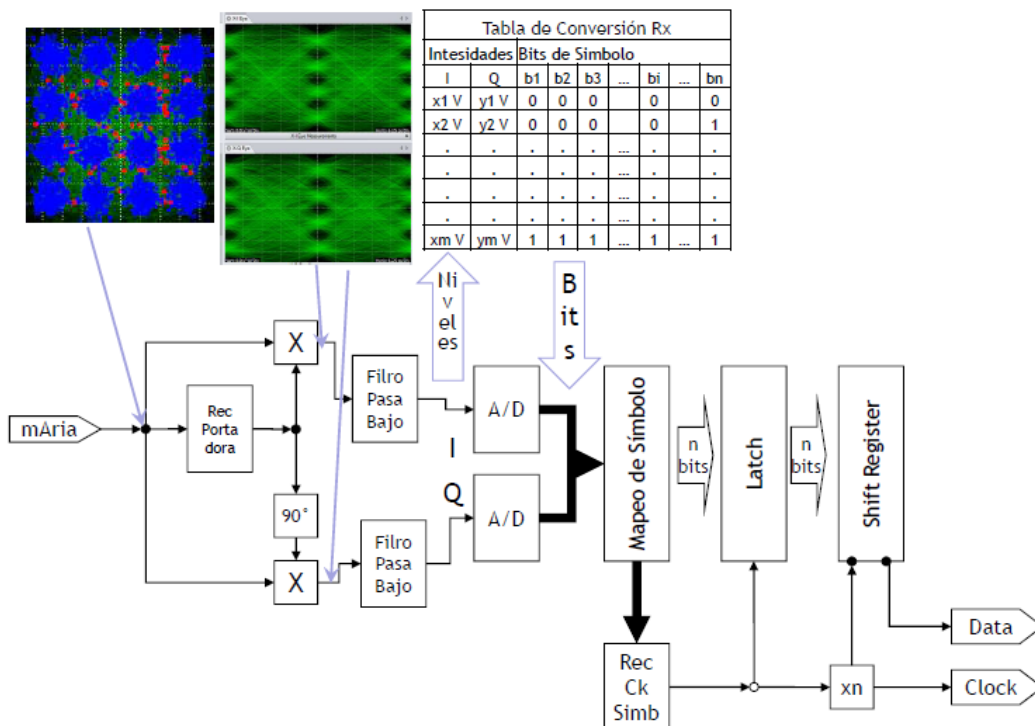 Tabla de Conversión Rx
Intesidades Bits de Simbolo
I Q b1 b2 b3 ... bi ... bn
x1 V y1 V 0 0 0 0 0
x2 V y2 V 0 0 0 0 1
. . . . . ... . .
. . . . . ... . .
. . . . . ... . .
. . . . . ... . .
xm V ym V 1 1 1 ... 1 ... 1
Ni
v
el
es
B
it
s
mAria
X
Rec
Porta
dora
90°
X
Filro
Pasa
Bajo
Filro
Pasa
Bajo
I
Q
A/D
A/D
Mapeo de Símbolo
n
bits
Latch
n
bits
Shift Register
Rec
Ck
Simb
xn
Data
Clock